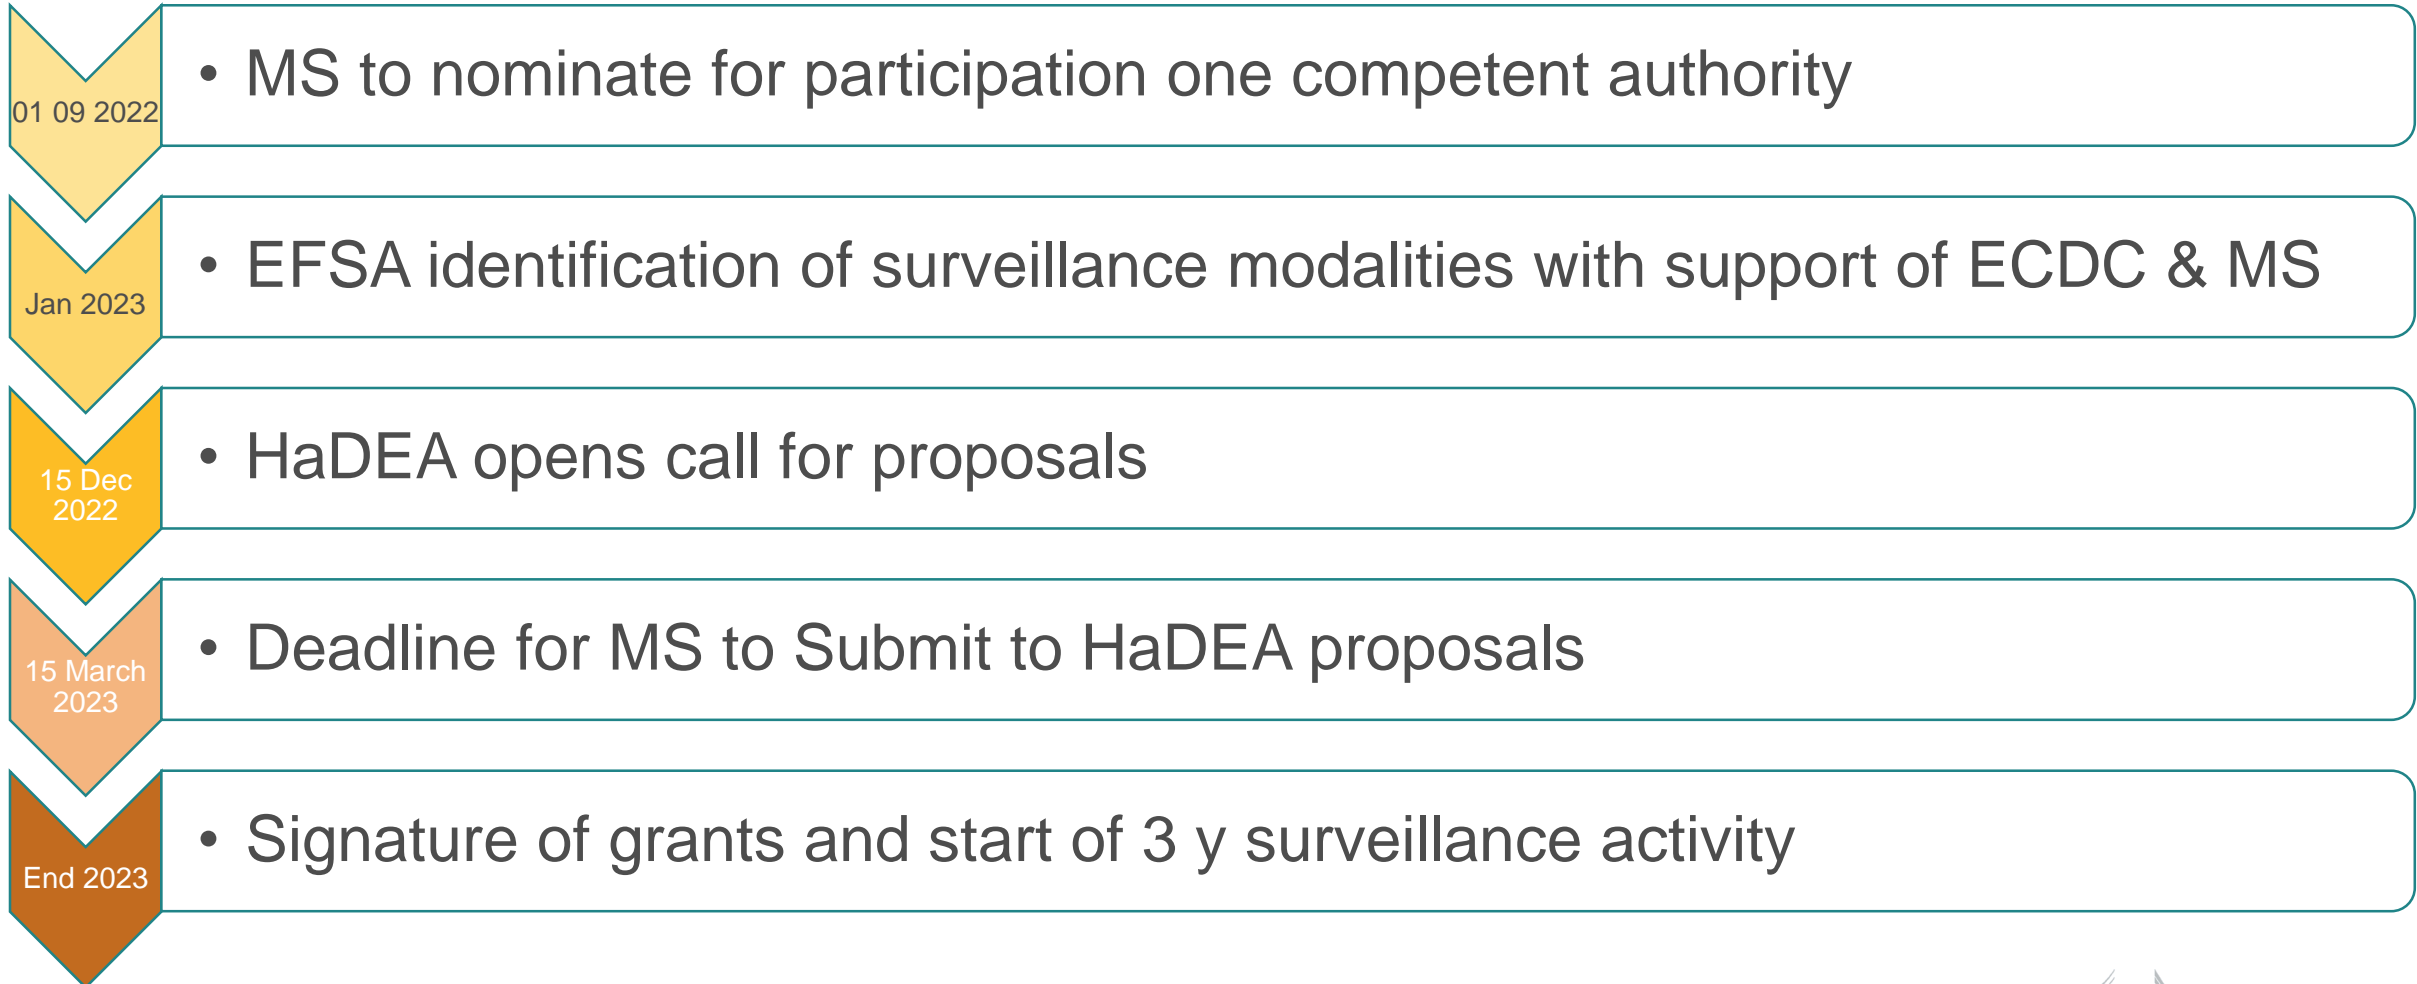 01 09 2022
• MS to nominate for participation one competent authority
Jan 2023
• EFSA identification of surveillance modalities with support of ECDC & MS
15 Dec
2022
• HaDEA opens call for proposals
15 March
2023
• Deadline for MS to Submit to HaDEA proposals
End 2023
• Signature of grants and start of 3 y surveillance activity